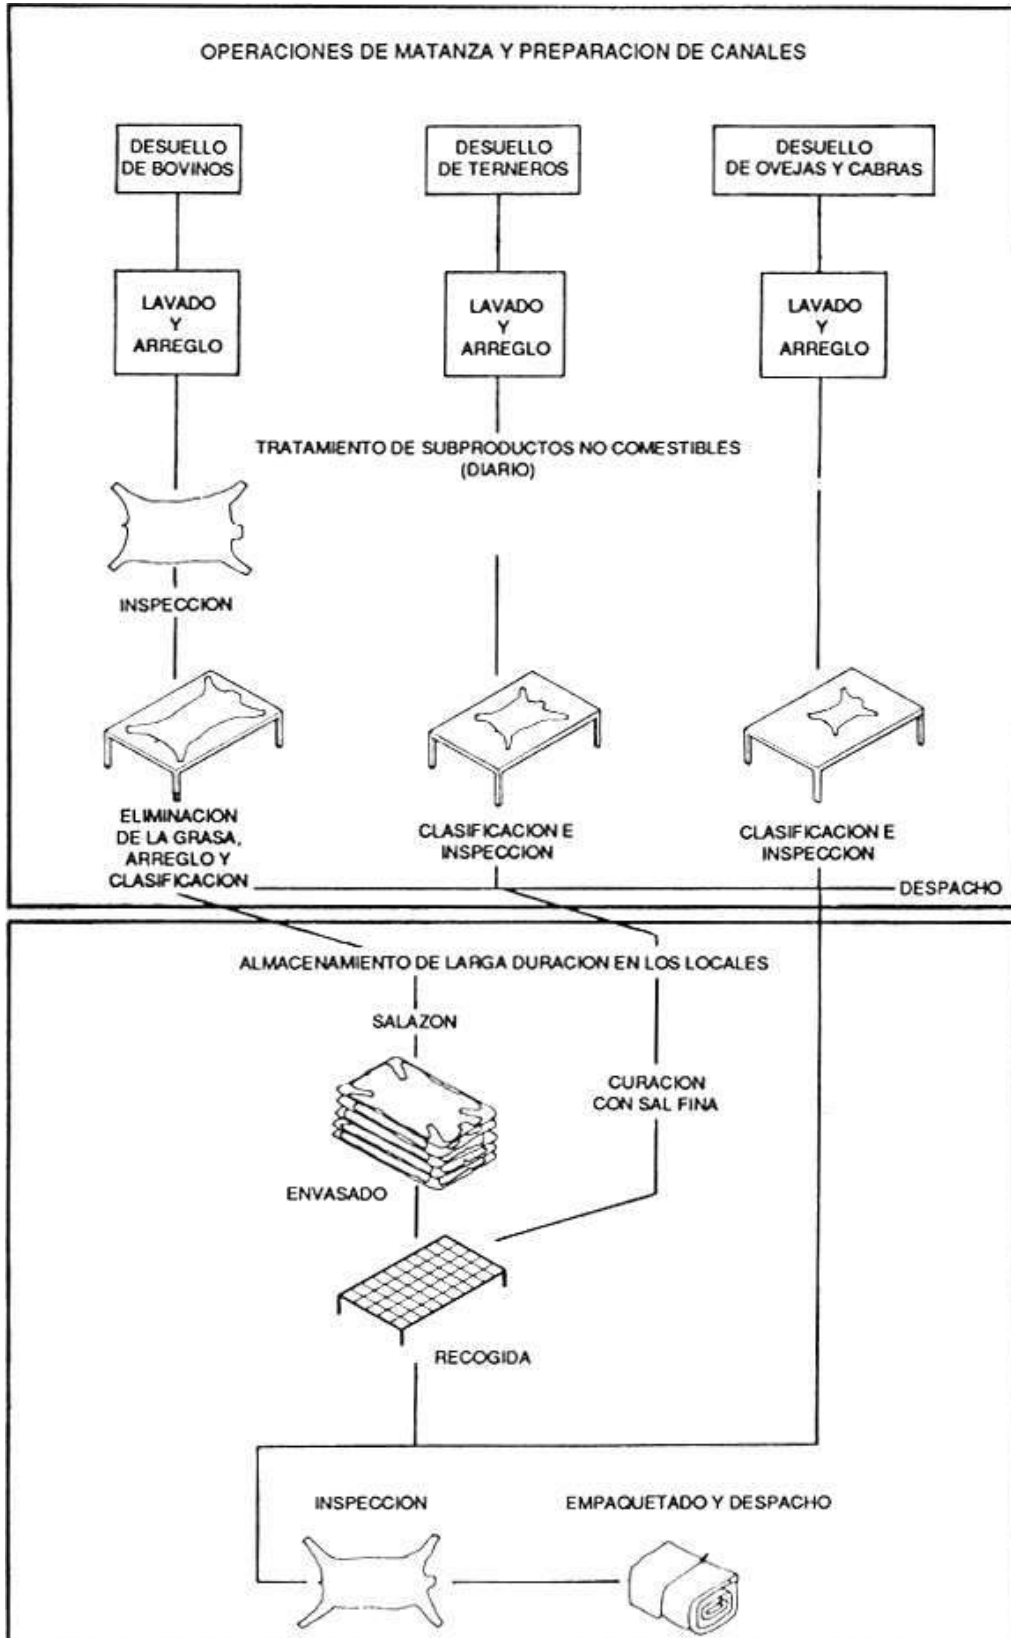 OPERACIONES DE MATANZA Y PREPARACION DE CANALES
DESUELLO
DE BOVINOS
DESUELLO
DE TERNEROS
DESUELLO
DE OVEJAS Y CABRAS
LAVADO
Y
ARREGLO
LAVADO
Y
ARREGLO
LAVADO
Y
ARREGLO
TRATAMIENTO DE SUBPRODUCTOS NO COMESTIBLES
(DIARIO)
INSPECCION
ELIMINACION
DE LA GRASA,
ARREGLO Y
CLASIFICACION
CLASIFICACION E
INSPECCION
CLASIFICACION E
INSPECCION
DESPACHO
ALMACENAMIENTO DE LARGA DURACION EN LOS LOCALES
SALAZON
CURACION
CON SAL FINA
ENVASADO
RECOGIDA
INSPECCION
EMPAQUETADO Y DESPACHO